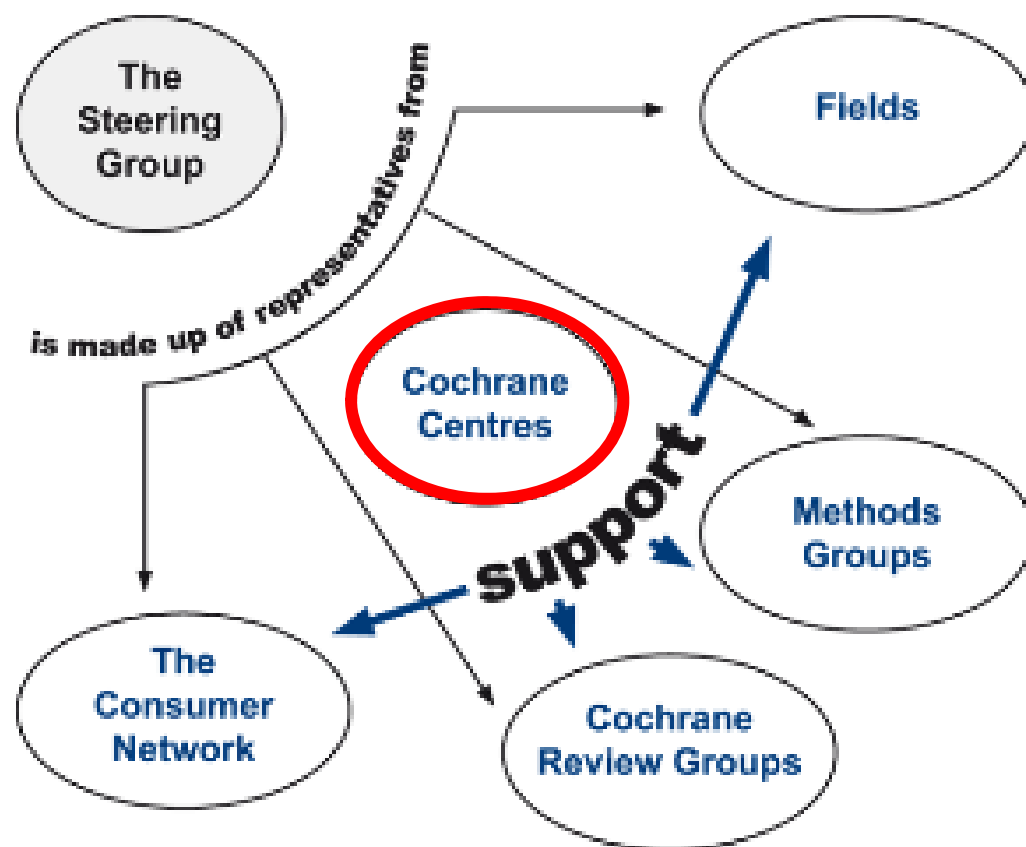 The
Steering
Group
is made up of representatives from
Fields
Cochrane
Centres
support
Methods
Groups
The
Consumer
Network
Cochrane
Review Groups